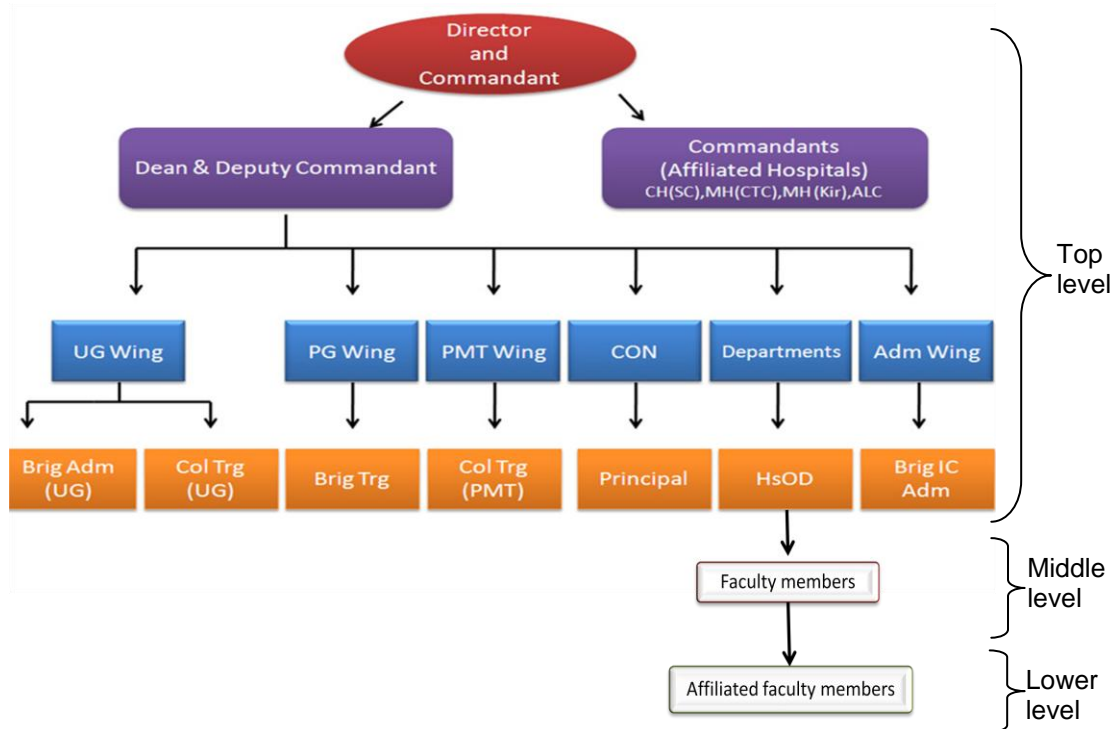 Director
and
Commandant
Dean & Deputy Commandant
Commandants
(Affiliated Hospitals)
CH(SC),MH(CTC),MH(Kir),ALC
Top
level
UG Wing
PG Wing
PMT Wing
CON
Departments
Adm Wing
Brig Adm
(UG)
Col Trg
(UG)
Brig Trg
Col Trg
(PMT)
Principal
HsOD
Brig IC
Adm
Faculty members
Middle
level
Affiliated faculty members
Lower
level